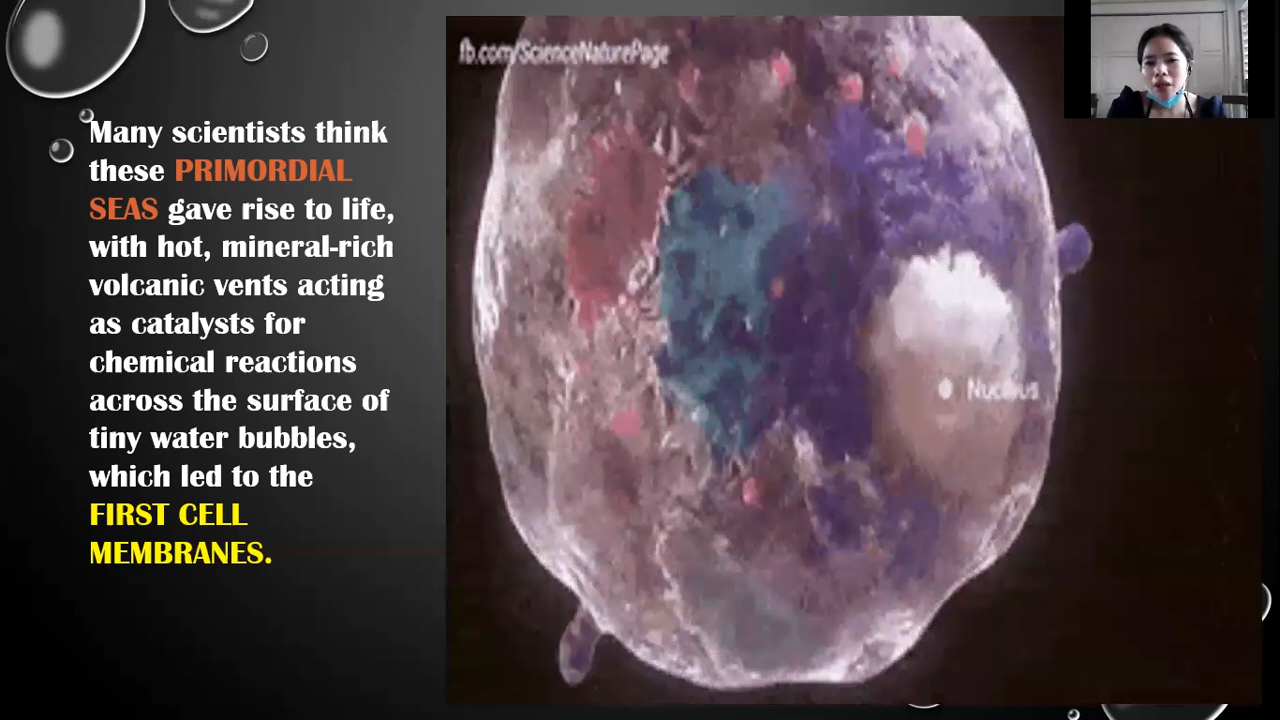 fb.com/ScienceNaturePage
Many scientists think
these PRIMORDIAL
SEAS gave rise to life,
with hot, mineral-rich
volcanic vents acting
as catalysts for
chemical reactions
across the surface of
tiny water bubbles,
which led to the
FIRST CELL
MEMBRANES.
Nucleus